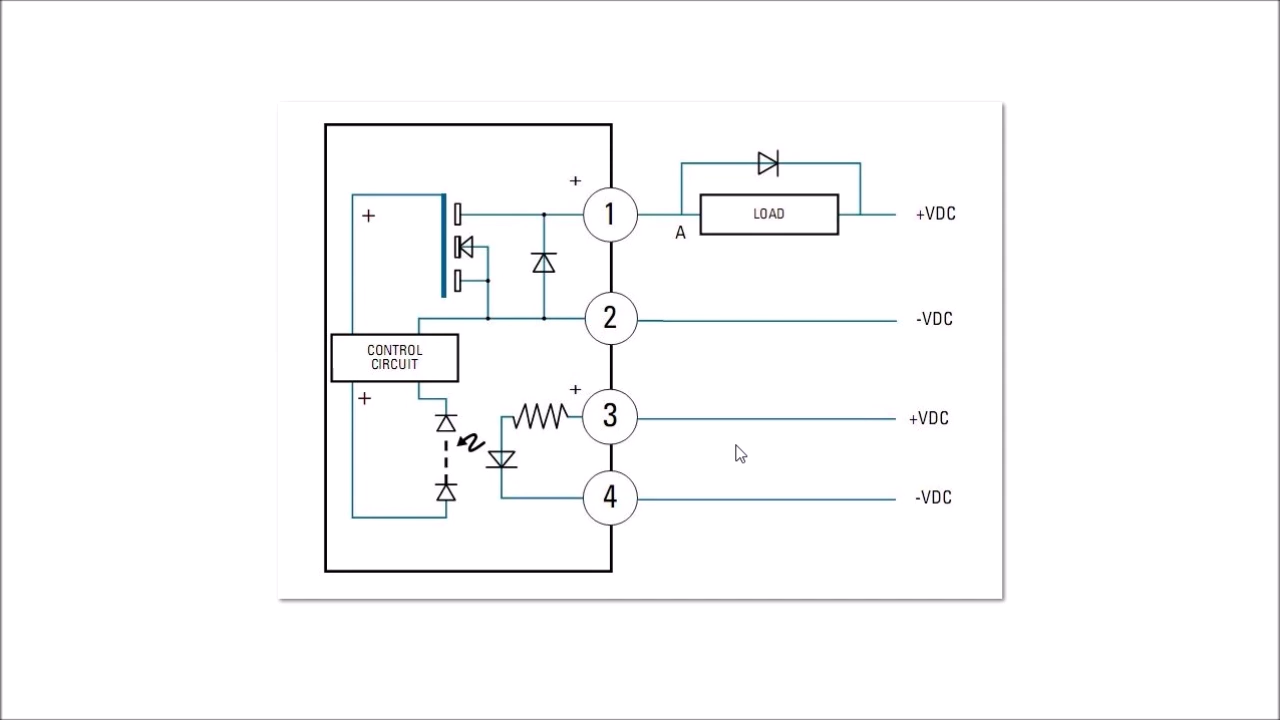 +
1
+
LOAD
+VDC
A
2
-VDC
CONTROL
CIRCUIT
+
+
3
+VDC
4
-VDC